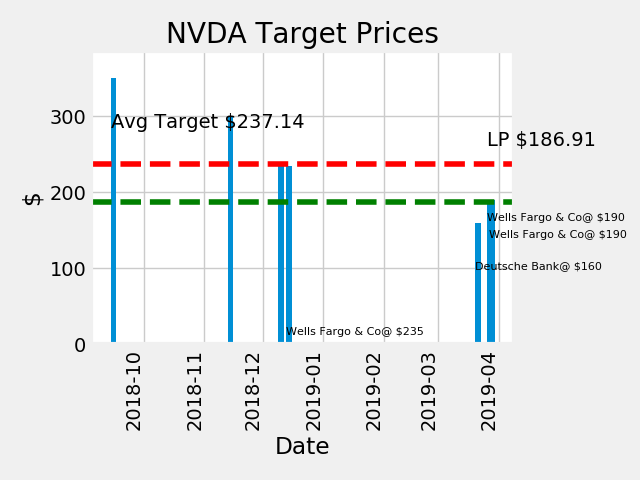 NVDA Target Prices
300
200
100
0
$
Avg Target $237.14
LP $186.91
Wells Fargo & Co@ $190
Wells Fargo & Co@ $190
Deutsche Bank@ $160
Wells Fargo & Co@ $235
2018-10
2018-11
2018-12
2019-01
2019-02
2019-03
2019-04
Date